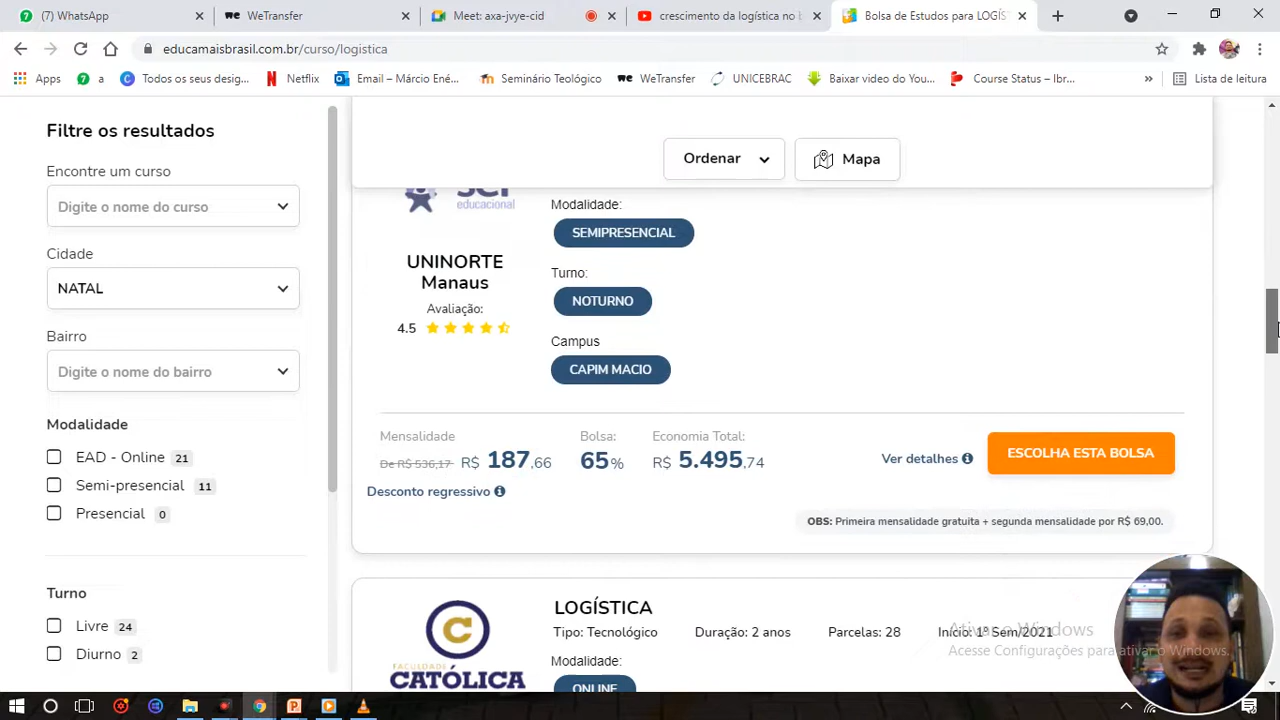 (7) WhatsApp
WeTransfer
Meet: axa-jvye-cid
crescimento da logística no b
Bolsa de Estudos para LOGÍST
educamaisbrasil.com.br/curso/logistica
Apps
a
Todos os seus desig...
Netflix
Email – Márcio Ené...
Seminário Teológico
WeTransfer
UNICEBRAC
Baixar video do You...
Course Status – Ibr...
»
Lista de leitura
Filtre os resultados
Encontre um curso
Digite o nome do curso
Cidade
NATAL
Bairro
Digite o nome do bairro
Modalidade
EAD - Online 21
Semi-presencial 11
Presencial 0
Turno
Livre 24
Diurno 2
Ordenar
Mapa
educacional
UNINORTE
Manaus
Avaliação:
4.5
Modalidade:
SEMIPRESENCIAL
Turno:
NOTURNO
Campus
CAPIM MACIO
Mensalidade
De R$ 536,17 R$ 187,66
Desconto regressivo
Bolsa:
65%
Economia Total:
R$ 5.495,74
Ver detalhes
ESCOLHA ESTA BOLSA
OBS: Primeira mensalidade gratuita + segunda mensalidade por R$ 69,00.
C
FACULDADE
CATÓLICA
LOGÍSTICA
Tipo: Tecnológico
Duração: 2 anos
Parcelas: 28
Início: 1º Sem/2021
Modalidade:
ONLINE
Ativar o Windows
Acesse Configurações para ativar o Windows.